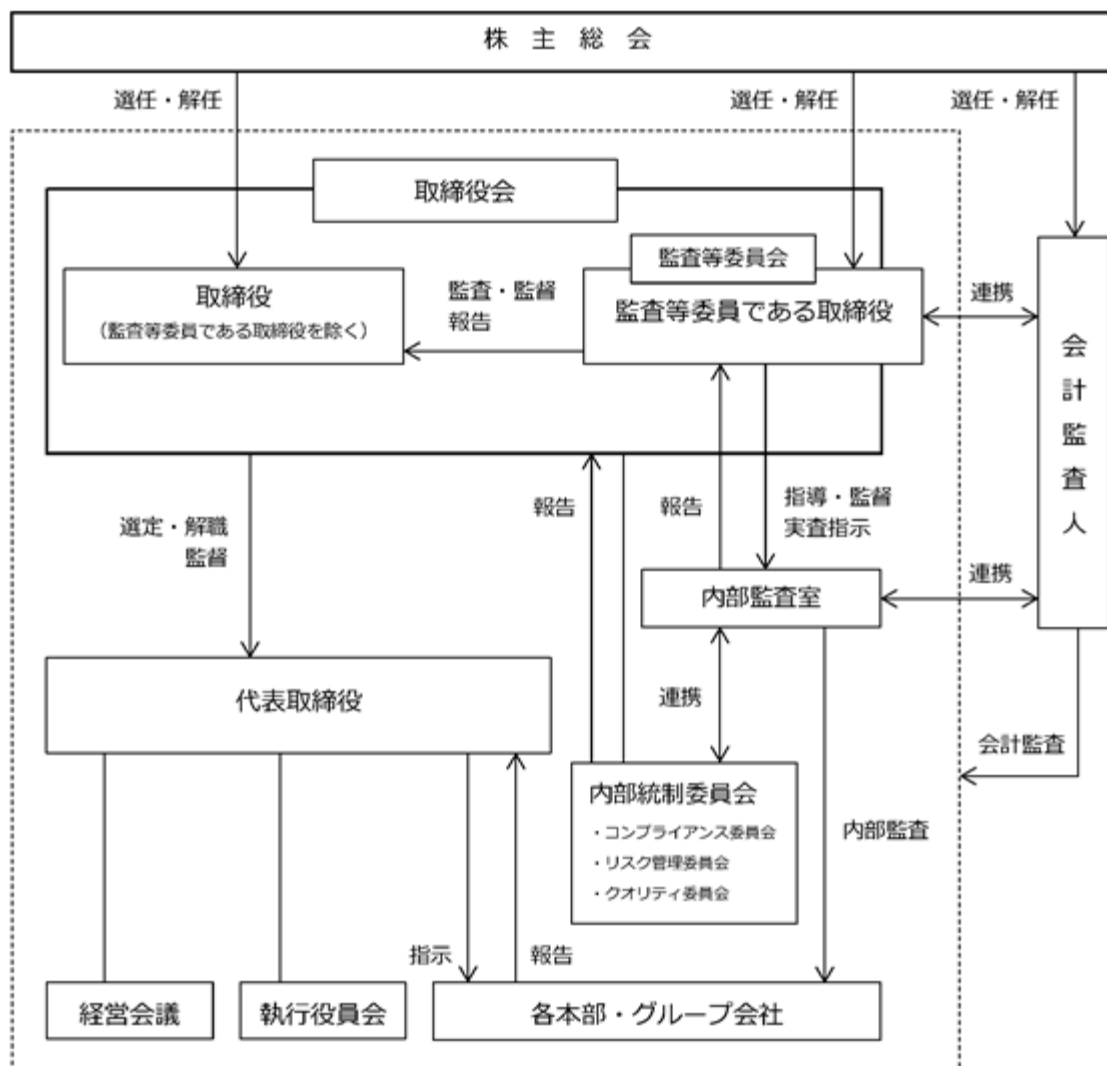 株主総会
選任・解任
選任・解任
選任・解任
取締役会
監査等委員会
取締役
（監査等委員である取締役を除く）
監査・監督
報告
監査等委員である取締役
連携
会計監査人
選定・解職
監督
報告
報告
指導・監督
実査指示
内部監査室
連携
代表取締役
連携
会計監査
内部統制委員会
・コンプライアンス委員会
・リスク管理委員会
・クオリティ委員会
内部監査
指示
報告
経営会議
執行役員会
各本部・グループ会社